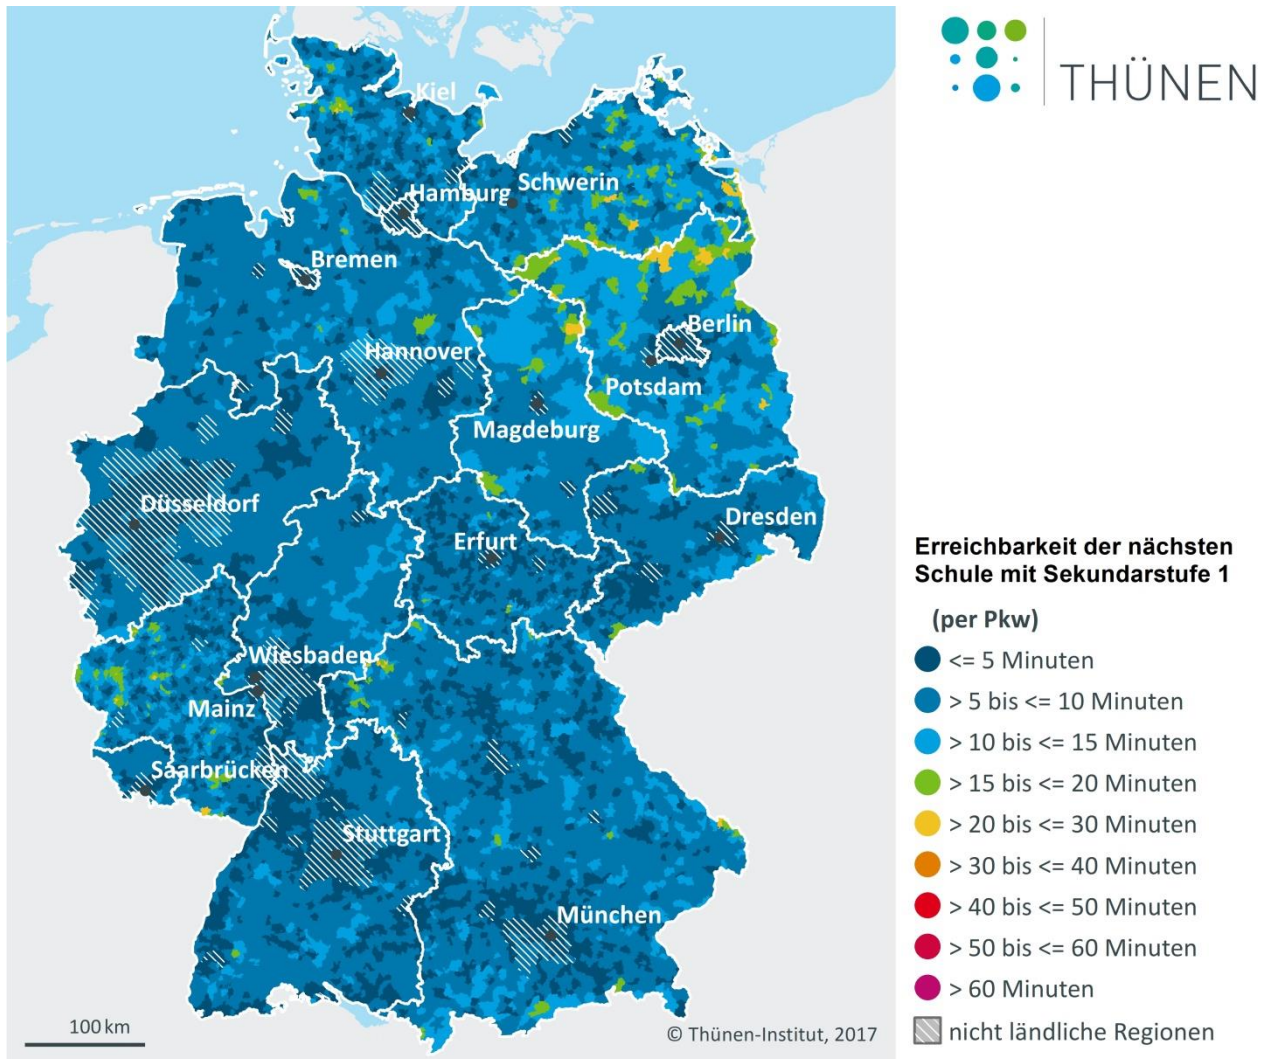 THÜNEN
Kiel
Hamburg
Schwerin
Bremen
Berlin
Hannover
Potsdam
Magdeburg
Düsseldorf
Dresden
Erfurt
Wiesbaden
Mainz
Saarbrücken
Stuttgart
München
100 km
© Thünen-Institut, 2017
Erreichbarkeit der nächsten
Schule mit Sekundarstufe 1
(per Pkw)
<= 5 Minuten
> 5 bis <= 10 Minuten
> 10 bis <= 15 Minuten
> 15 bis <= 20 Minuten
> 20 bis <= 30 Minuten
> 30 bis <= 40 Minuten
> 40 bis <= 50 Minuten
> 50 bis <= 60 Minuten
> 60 Minuten
nicht ländliche Regionen